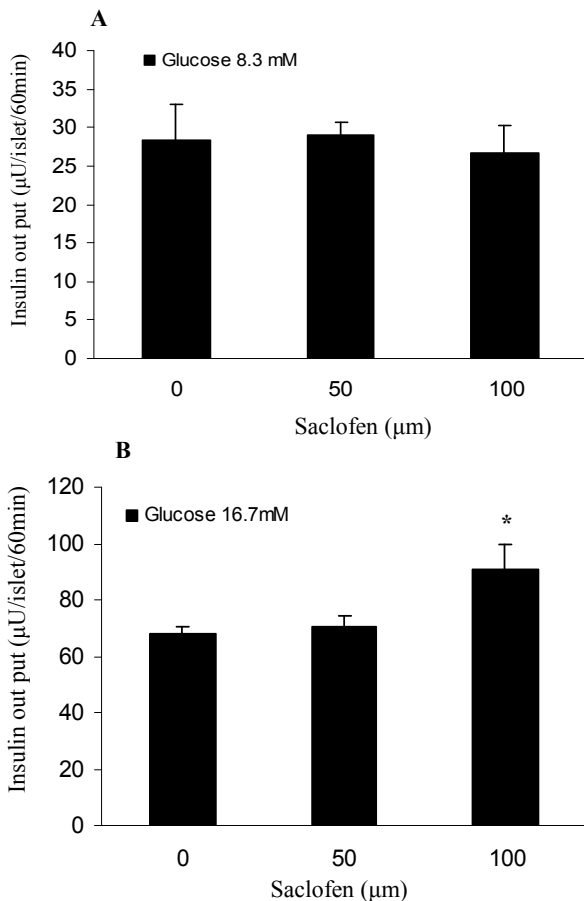 A
Glucose 8.3 mM
Insulin out put (μU/islet/60min)
40
35
30
25
20
15
10
5
0
0 50 100
Saclofen (μm)
B
Glucose 16.7mM
Insulin out put (μU/islet/60min)
120
100
80
60
40
20
0
*
0 50 100
Saclofen (μm)